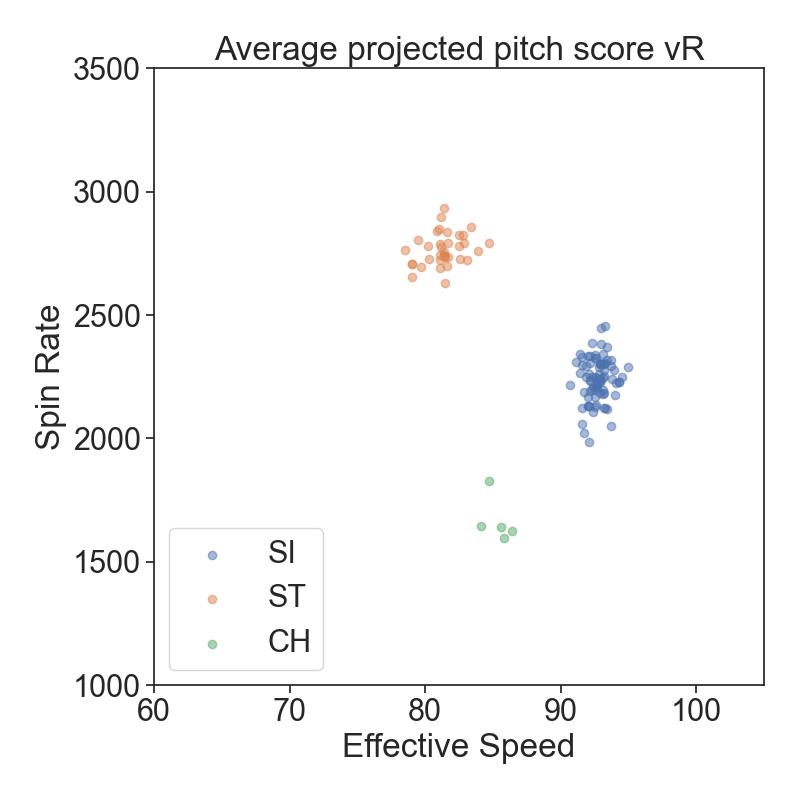 Average projected pitch score vR
3500
3000
2500
2000
1500
1000
Spin Rate
SI
ST
CH
60 70 80 90 100
Effective Speed